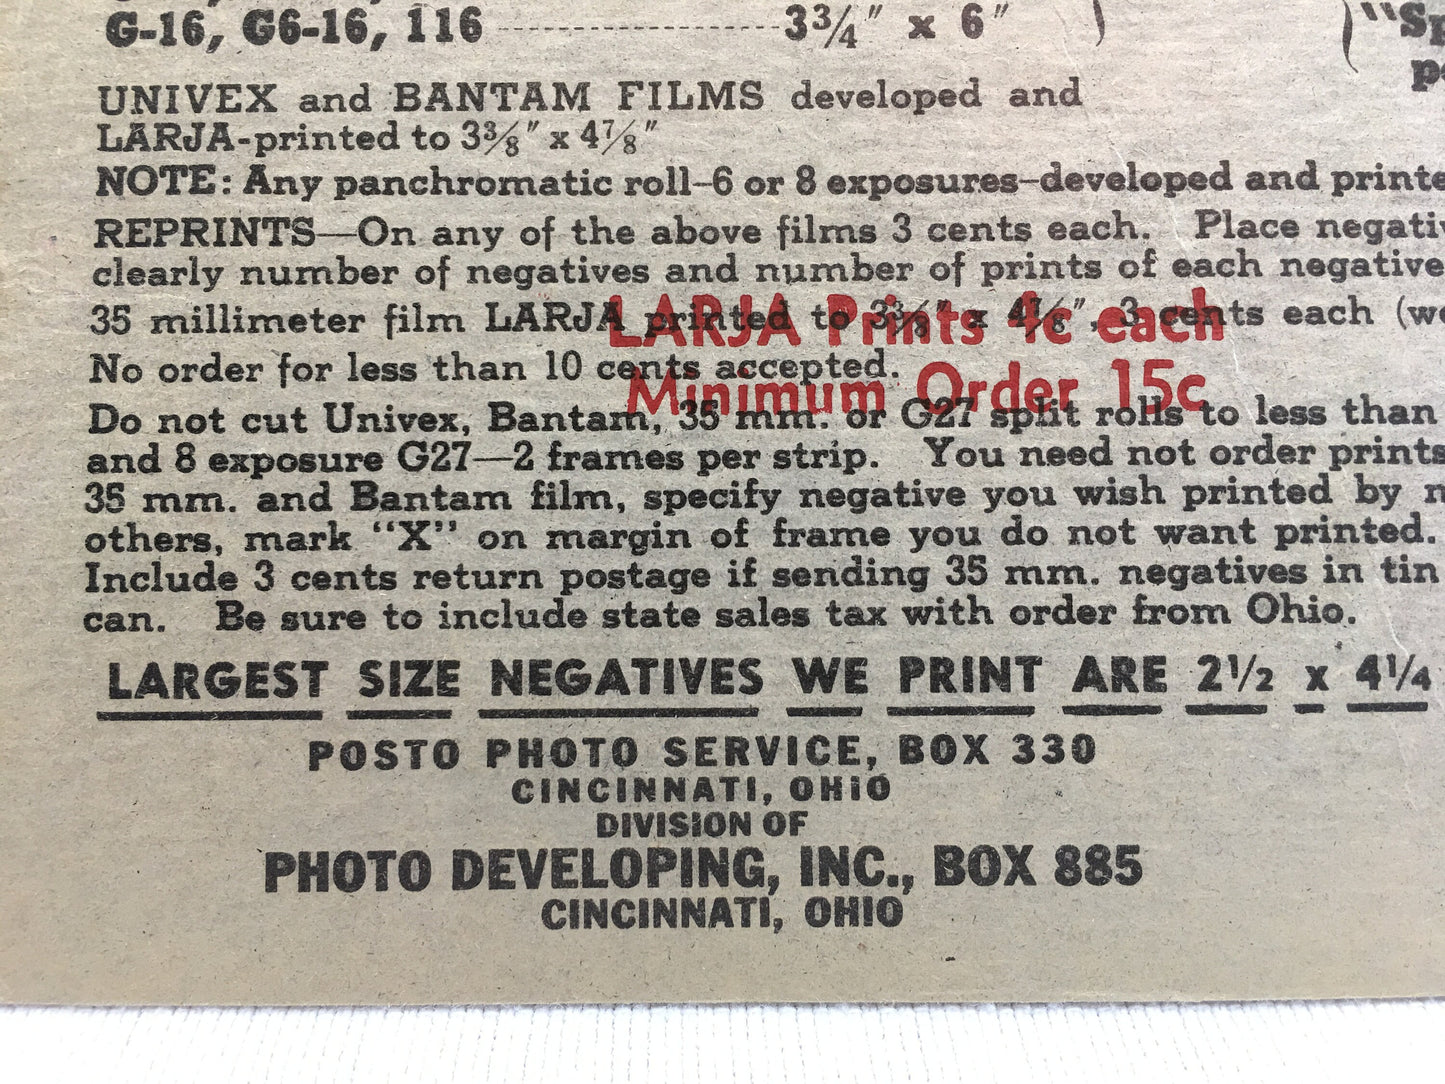 G-16, G6-16, 116 3¾" x 6"
UNIVEX and BANTAM FILMS developed and
LARJA-printed to 3⅜" x 4⅞"
NOTE: Any panchromatic roll—6 or 8 exposures—developed and printe
REPRINTS—On any of the above films 3 cents each. Place negativ
clearly number of negatives and number of prints of each negative
35 millimeter film LARJA printed to 3⅜" x 4⅞", 3 cents each (we
LARJA Prints 4c each
No order for less than 10 cents accepted.
Minimum Order 15c
Do not cut Univex, Bantam, 35 mm. or G27 split rolls to less than
and 8 exposure G27—2 frames per strip. You need not order prints
35 mm. and Bantam film, specify negative you wish printed by
others, mark "X" on margin of frame you do not want printed.
Include 3 cents return postage if sending 35 mm. negatives in tin
can. Be sure to include state sales tax with order from Ohio.
LARGEST SIZE NEGATIVES WE PRINT ARE 2½ x 4¼
POSTO PHOTO SERVICE, BOX 330
CINCINNATI, OHIO
DIVISION OF
PHOTO DEVELOPING, INC., BOX 885
CINCINNATI, OHIO